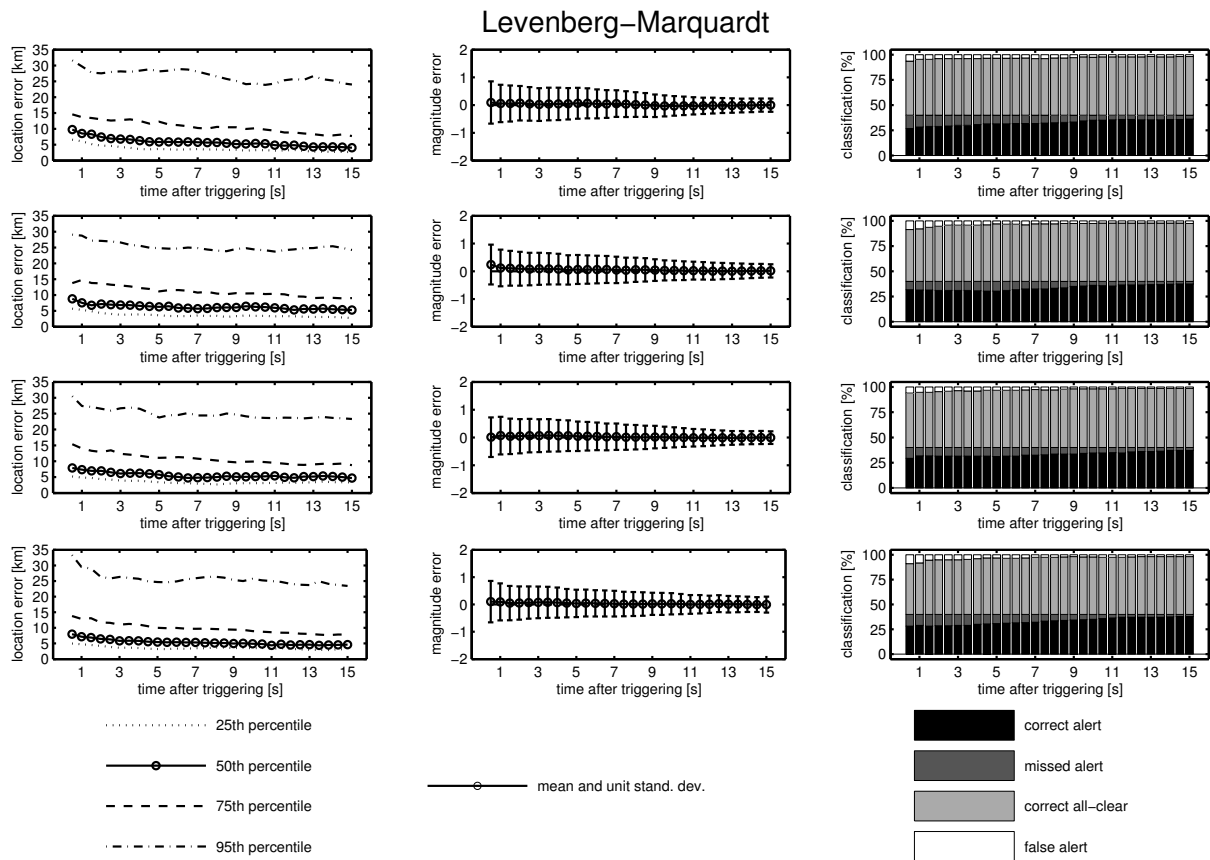 Levenberg−Marquardt
location error [km]
35
30
25
20
15
10
5
0
1 3 5 7 9 11 13 15
time after triggering [s]
magnitude error
2
1
0
−1
−2
1 3 5 7 9 11 13 15
time after triggering [s]
classification [%]
100
75
50
25
0
1 3 5 7 9 11 13 15
time after triggering [s]
location error [km]
35
30
25
20
15
10
5
0
1 3 5 7 9 11 13 15
time after triggering [s]
magnitude error
2
1
0
−1
−2
1 3 5 7 9 11 13 15
time after triggering [s]
classification [%]
100
75
50
25
0
1 3 5 7 9 11 13 15
time after triggering [s]
location error [km]
35
30
25
20
15
10
5
0
1 3 5 7 9 11 13 15
time after triggering [s]
magnitude error
2
1
0
−1
−2
1 3 5 7 9 11 13 15
time after triggering [s]
classification [%]
100
75
50
25
0
1 3 5 7 9 11 13 15
time after triggering [s]
location error [km]
35
30
25
20
15
10
5
0
1 3 5 7 9 11 13 15
time after triggering [s]
magnitude error
2
1
0
−1
−2
1 3 5 7 9 11 13 15
time after triggering [s]
classification [%]
100
75
50
25
0
1 3 5 7 9 11 13 15
time after triggering [s]
25th percentile
50th percentile
75th percentile
95th percentile
mean and unit stand. dev.
correct alert
missed alert
correct all−clear
false alert